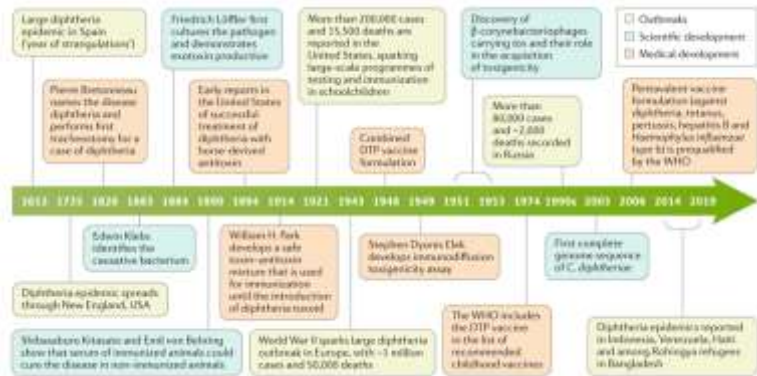 Large diphtheria
epidemic in Spain
('year of strangulations')
Friedrich Löffler first
cultures the pathogen
and demonstrates
exotoxin production
More than 200,000 cases
and 15,500 deaths are
reported in the
United States, sparking
large-scale programmes of
testing and immunization
in schoolchildren
Discovery of
β-corynebacteriophages
carrying tox and their role
in the acquisition
of toxigenicity
Outbreaks
Scientific development
Medical development
Pierre Bretonneau
names the disease
diphtheria and
performs first
tracheostomy for a
case of diphtheria
Early reports in
the United States
of successful
treatment of
diphtheria with
horse-derived
antitoxin
Combined
DTP vaccine
formulation
More than
80,000 cases
and ~2,000
deaths recorded
in Russia
Pentavalent vaccine
formulation (against
diphtheria, tetanus,
pertussis, hepatitis B and
Haemophilus influenzae
type b) is prequalified
by the WHO
1613 1735 1826 1883 1884 1890 1894 1914 1921 1943 1948 1949 1951 1953 1974 1990s 2003 2006 2014 2019
Edwin Klebs
identifies the
causative bacterium
William H. Park
develops a safe
toxin–antitoxin
mixture that is used
for immunization
until the introduction
of diphtheria toxoid
Stephen Dyonis Elek
develops immunodiffusion
toxigenicity assay
First complete
genome sequence
of C. diphtheriae
Diphtheria epidemic spreads
through New England, USA
The WHO includes
the DTP vaccine
in the list of
recommended
childhood vaccines
Shibasaburo Kitasato and Emil von Behring
show that serum of immunized animals could
cure the disease in non-immunized animals
World War II sparks large diphtheria
outbreak in Europe, with ~1 million
cases and 50,000 deaths
Diphtheria epidemics reported
in Indonesia, Venezuela, Haiti
and among Rohingya refugees
in Bangladesh